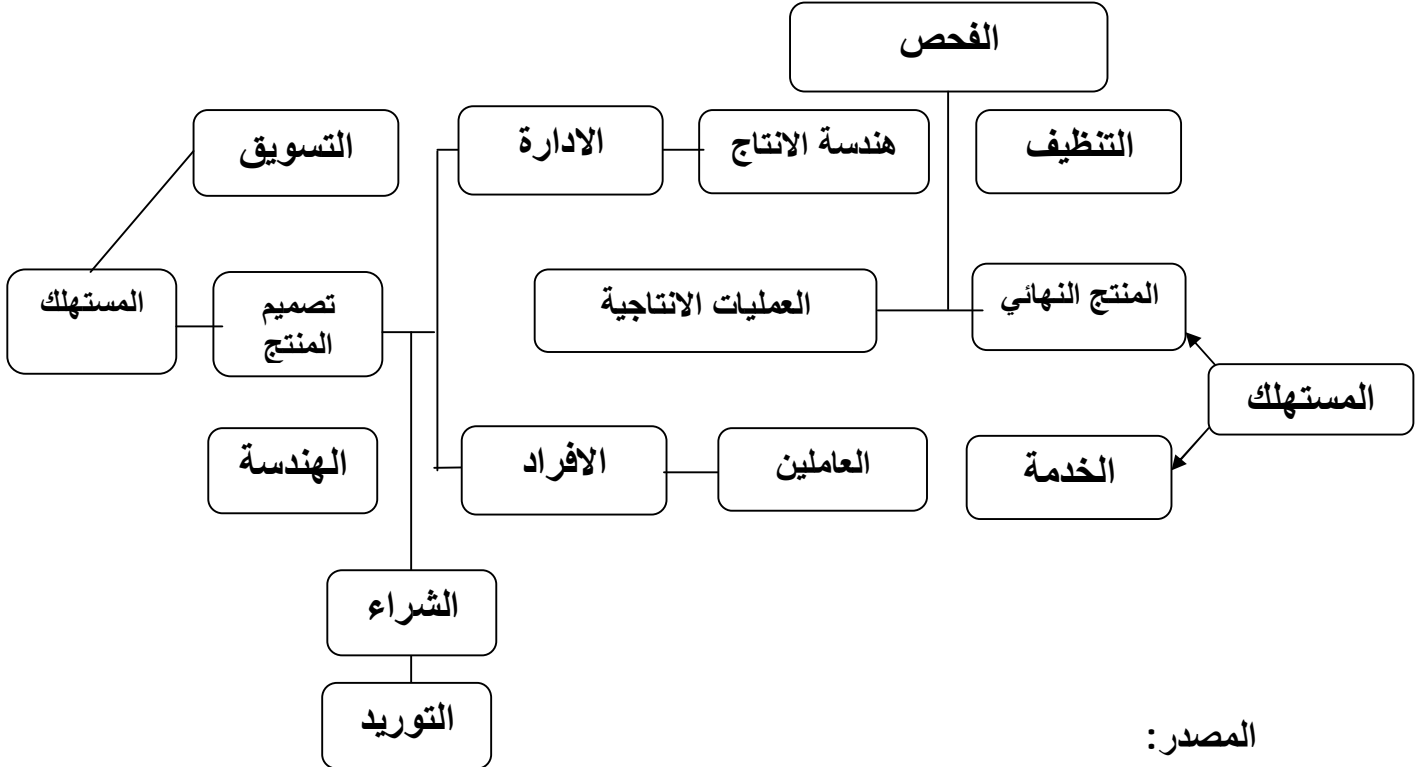 الفحص
التنظيف
هندسة الانتاج
الادارة
التسويق
المنتج النهائي
العمليات الانتاجية
تصميم
المنتج
المستهلك
المستهلك
الخدمة
العاملين
الافراد
الهندسة
الشراء
التوريد
المصدر: